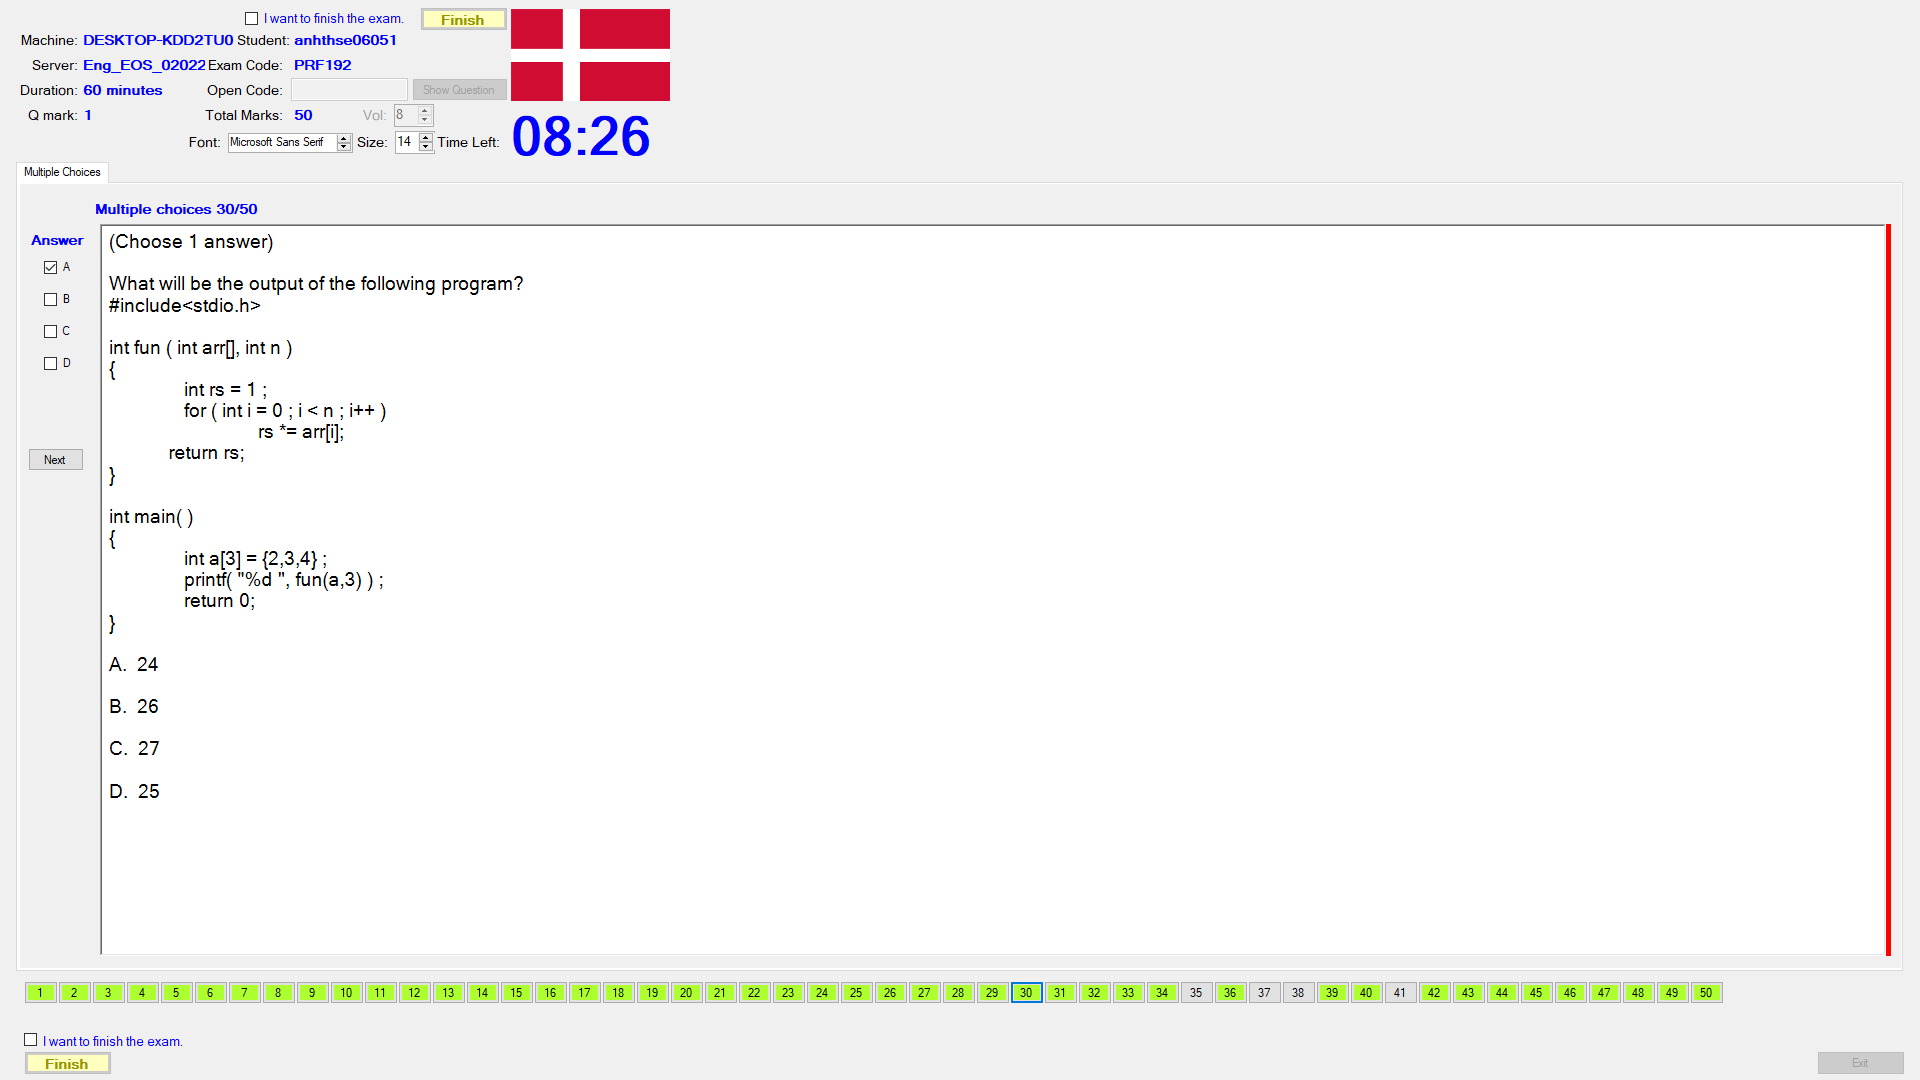 I want to finish the exam.
Finish
Machine: DESKTOP-KDD2TU0 Student: anhthse06051
Server: Eng_EOS_02022 Exam Code: PRF192
Duration: 60 minutes Open Code: Show Question
Q mark: 1 Total Marks: 50 Vol: 8
Font: Microsoft Sans Serif Size: 14 Time Left: 08:26
Multiple Choices
Multiple choices 30/50
Answer
A
B
C
D
Next
(Choose 1 answer)
What will be the output of the following program?
#include<stdio.h>
int fun ( int arr[], int n )
{
int rs = 1 ;
for ( int i = 0 ; i < n ; i++ )
rs *= arr[i];
return rs;
}
int main( )
{
int a[3] = {2,3,4} ;
printf( "%d ", fun(a,3) ) ;
return 0;
}
A. 24
B. 26
C. 27
D. 25
1 2 3 4 5 6 7 8 9 10 11 12 13 14 15 16 17 18 19 20 21 22 23 24 25 26 27 28 29 30 31 32 33 34 35 36 37 38 39 40 41 42 43 44 45 46 47 48 49 50
I want to finish the exam.
Finish
Exit